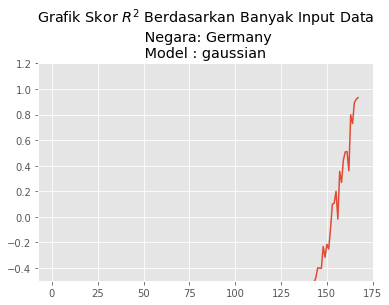 Grafik Skor R² Berdasarkan Banyak Input Data
Negara: Germany
Model : gaussian
1.2
1.0
0.8
0.6
0.4
0.2
0.0
−0.2
−0.4
0 25 50 75 100 125 150 175